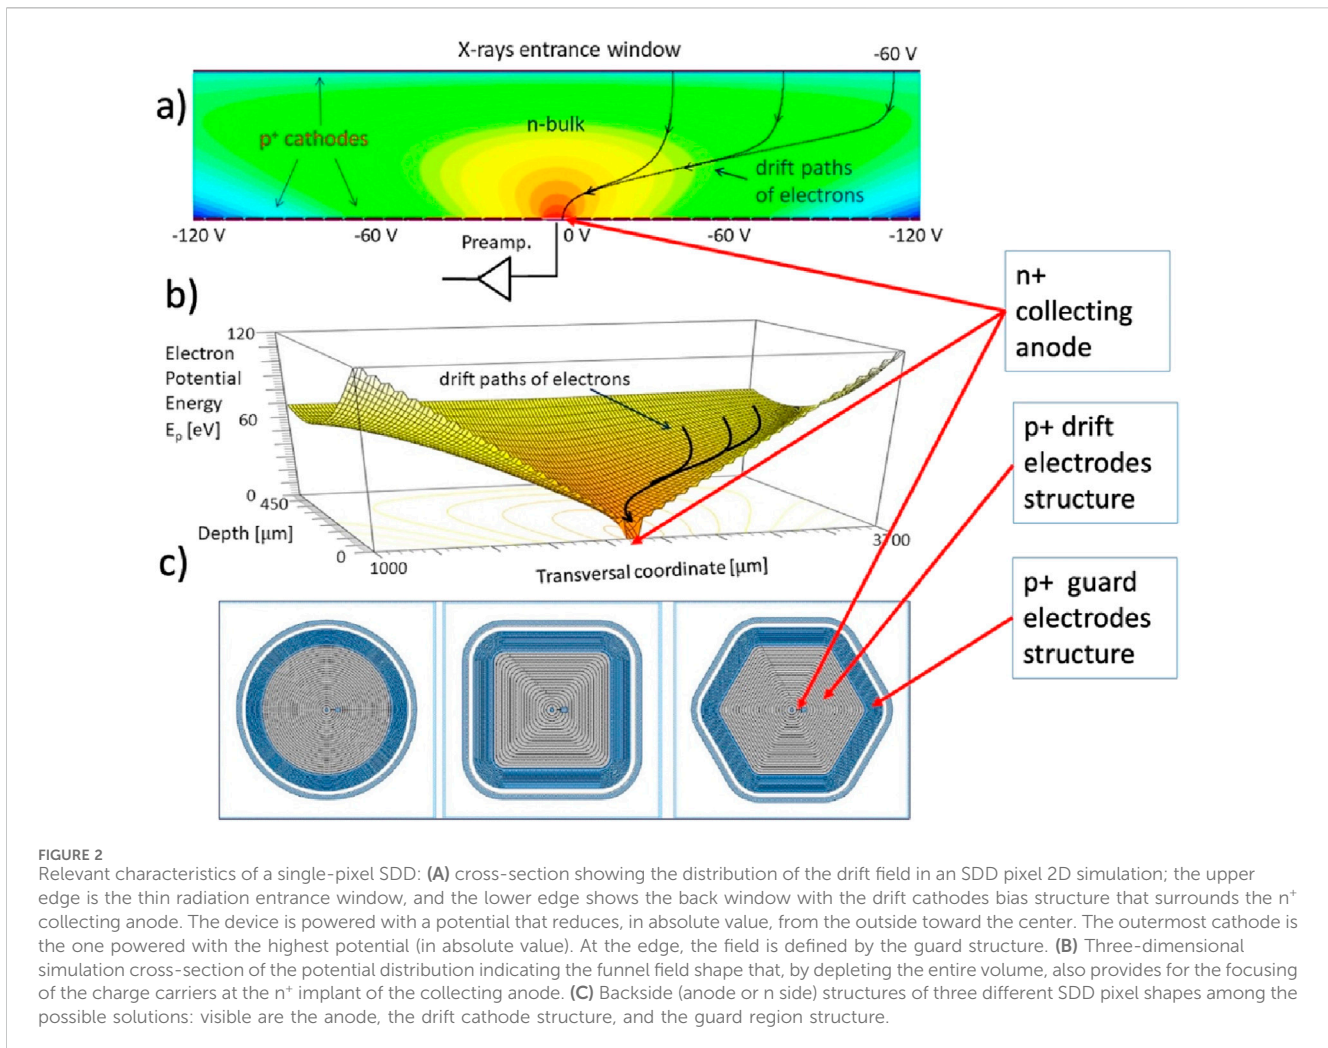 X-rays entrance window
-60 V
a)
n-bulk
p+ cathodes
drift paths
of electrons
-120 V
-60 V
0 V
-60 V
-120 V
Preamp.
n+
collecting
anode
b)
120
Electron
Potential
Energy
Ep [eV]
60
0
drift paths of electrons
450
Depth [μm]
0
1000
Transversal coordinate [μm]
3700
p+ drift
electrodes
structure
c)
p+ guard
electrodes
structure
FIGURE 2
Relevant characteristics of a single-pixel SDD: (A) cross-section showing the distribution of the drift field in an SDD pixel 2D simulation; the upper
edge is the thin radiation entrance window, and the lower edge shows the back window with the drift cathodes bias structure that surrounds the n+
collecting anode. The device is powered with a potential that reduces, in absolute value, from the outside toward the center. The outermost cathode is
the one powered with the highest potential (in absolute value). At the edge, the field is defined by the guard structure. (B) Three-dimensional
simulation cross-section of the potential distribution indicating the funnel field shape that, by depleting the entire volume, also provides for the focusing
of the charge carriers at the n+ implant of the collecting anode. (C) Backside (anode or n side) structures of three different SDD pixel shapes among the
possible solutions: visible are the anode, the drift cathode structure, and the guard region structure.